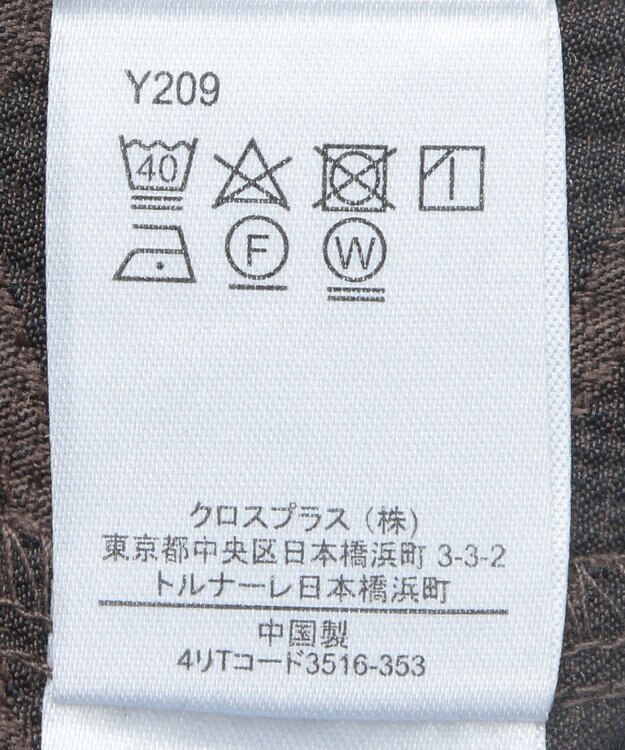 Y209
40
F W
クロスプラス (株)
東京都中央区日本橋浜町 3-3-2
トルナーレ日本橋浜町
中国製
4リTコード3516-353